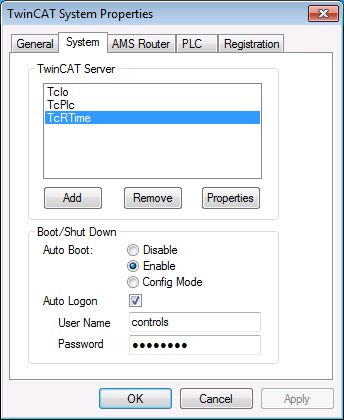 TwinCAT System Properties
General System AMS Router PLC Registration
TwinCAT Server
TcIo
TcPlc
TcRTime
Add Remove Properties
Boot/Shut Down
Auto Boot: Disable
Enable
Config Mode
Auto Logon
User Name controls
Password ●●●●●●●●
OK Cancel Apply